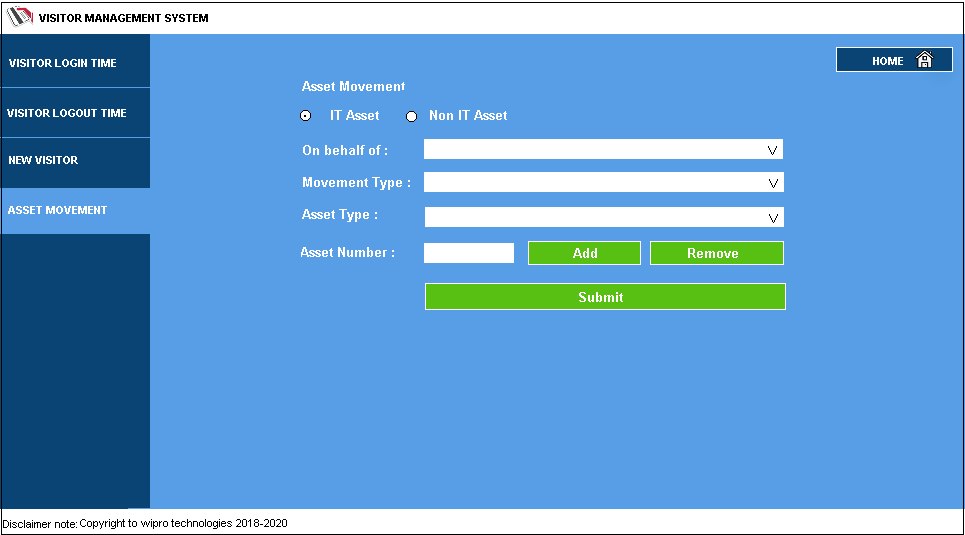 VISITOR MANAGEMENT SYSTEM
VISITOR LOGIN TIME
HOME
Asset Movement
VISITOR LOGOUT TIME
IT Asset Non IT Asset
On behalf of :
NEW VISITOR
Movement Type :
ASSET MOVEMENT
Asset Type :
Asset Number : Add Remove
Submit
Disclaimer note: Copyright to wipro technologies 2018-2020